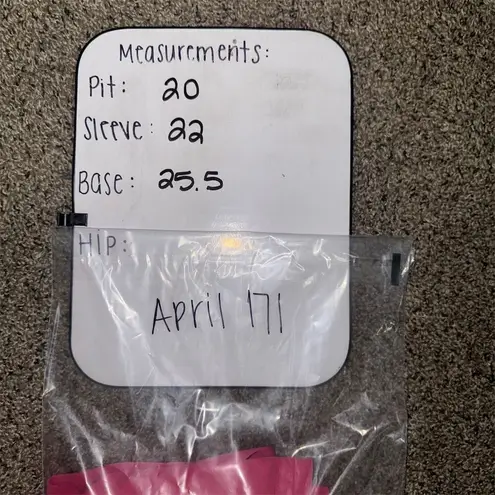 Measurements:
Pit: 20
Sleeve: 22
Base: 25.5
HIP:
April 171